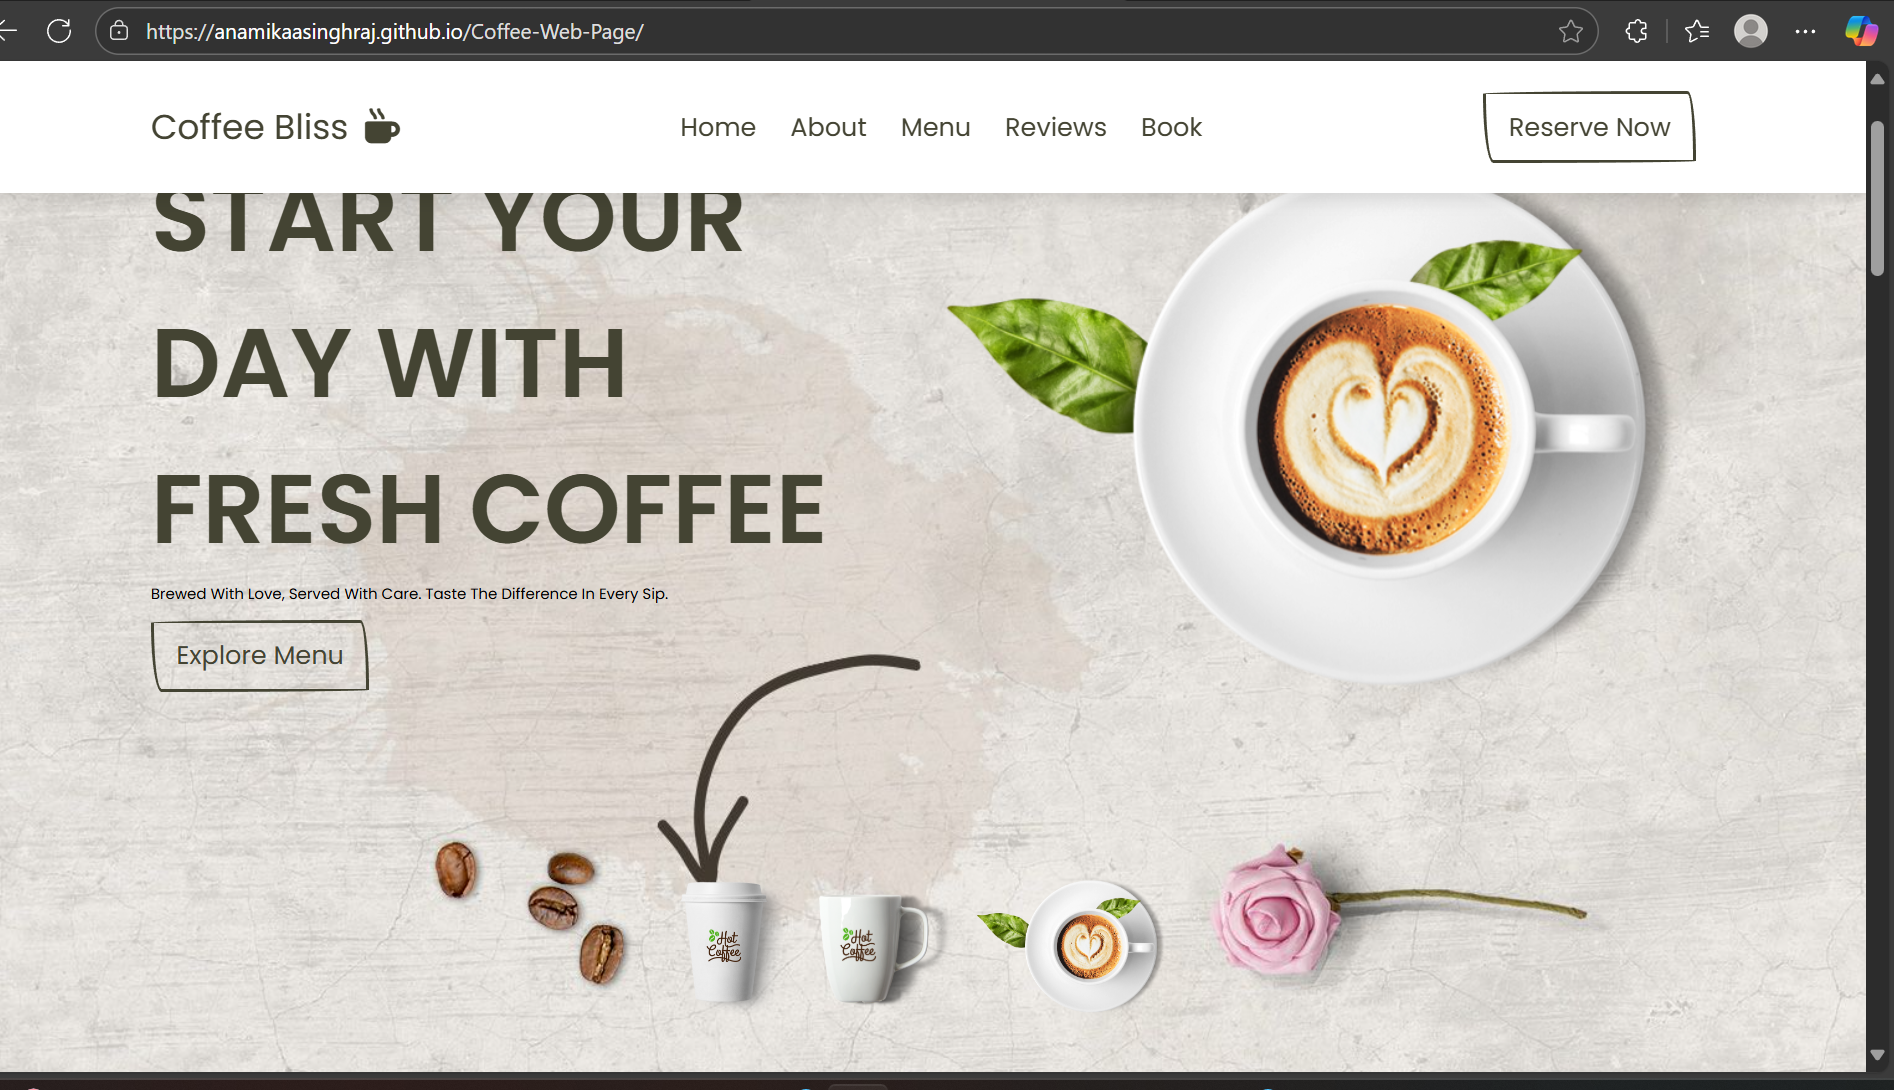 https://anamikaasinghraj.github.io/Coffee-Web-Page/
Coffee Bliss
Home About Menu Reviews Book
Reserve Now
START YOUR
DAY WITH
FRESH COFFEE
Brewed With Love, Served With Care. Taste The Difference In Every Sip.
Explore Menu
Hot
Coffee
Hot
Coffee